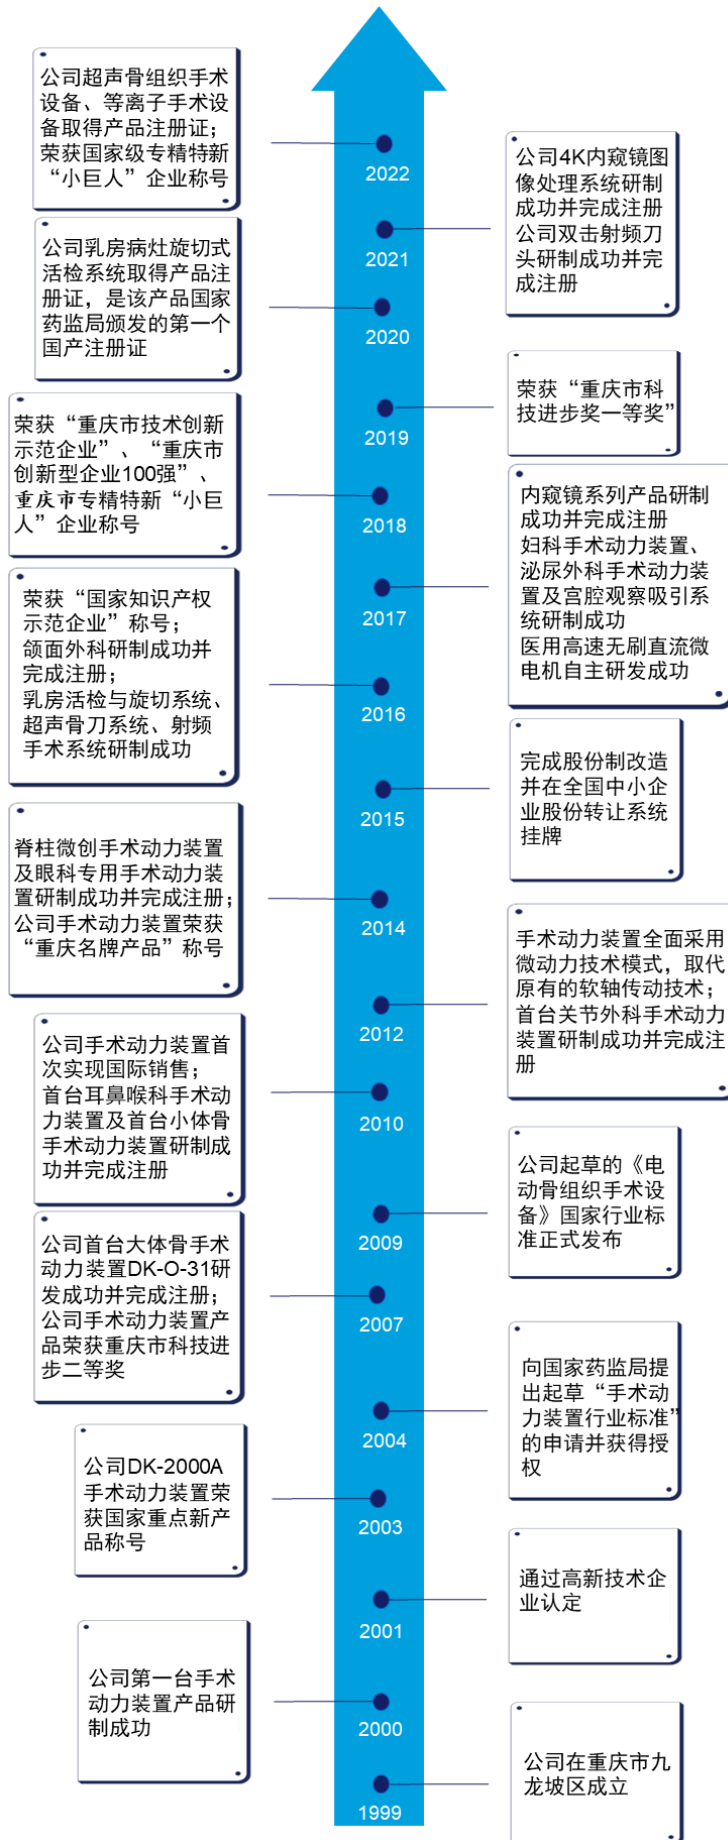 公司超声骨组织手术
设备、等离子手术设
备取得产品注册证；
荣获国家级专精特新
“小巨人”企业称号
2022
公司4K内窥镜图
像处理系统研制
成功并完成注册
公司双击射频刀
头研制成功并完
成注册
2021
公司乳房病灶旋切式
活检系统取得产品注
册证，是该产品国家
药监局颁发的第一个
国产注册证
2020
荣获“重庆市科
技进步奖一等奖”
2019
荣获“重庆市技术创新
示范企业”、“重庆市
创新型企业100强”、
重庆市专精特新“小巨
人”企业称号
2018
内窥镜系列产品研制
成功并完成注册
妇科手术动力装置、
泌尿外科手术动力装
置及宫腔观察吸引系
统研制成功
医用高速无刷直流微
电机自主研发成功
2017
荣获“国家知识产权
示范企业”称号；
颌面外科研制成功并
完成注册；
乳房活检与旋切系统、
超声骨刀系统、射频
手术系统研制成功
2016
完成股份制改造
并在全国中小企
业股份转让系统
挂牌
2015
脊柱微创手术动力装置
及眼科专用手术动力装
置研制成功并完成注册；
公司手术动力装置荣获
“重庆名牌产品”称号
2014
手术动力装置全面采用
微动力技术模式，取代
原有的软轴传动技术；
首台关节外科手术动力
装置研制成功并完成注
册
2012
公司手术动力装置首
次实现国际销售；
首台耳鼻喉科手术动
力装置及首台小体骨
手术动力装置研制成
功并完成注册
2010
公司起草的《电
动骨组织手术设
备》国家行业标
准正式发布
2009
公司首台大体骨手术
动力装置DK-O-31研
发成功并完成注册；
公司手术动力装置产
品荣获重庆市科技进
步二等奖
2007
向国家药监局提
出起草“手术动
力装置行业标准”
的申请并获得授
权
2004
公司DK-2000A
手术动力装置荣
获国家重点新产
品称号
2003
通过高新技术企
业认定
2001
公司第一台手术
动力装置产品研
制成功
2000
公司在重庆市九
龙坡区成立
1999